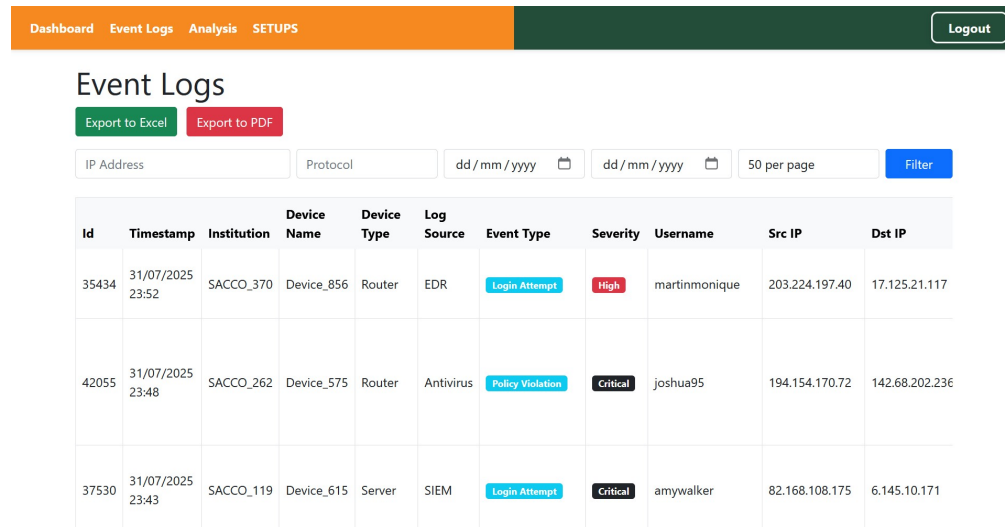 Dashboard Event Logs Analysis SETUPS Logout
Event Logs
Export to Excel Export to PDF
IP Address Protocol dd/mm/yyyy dd/mm/yyyy 50 per page Filter
Id Timestamp Institution Device Name Device Type Log Source Event Type Severity Username Src IP Dst IP
35434 31/07/2025 23:52 SACCO_370 Device_856 Router EDR Login Attempt High martinmonique 203.224.197.40 17.125.21.117
42055 31/07/2025 23:48 SACCO_262 Device_575 Router Antivirus Policy Violation Critical joshua95 194.154.170.72 142.68.202.236
37530 31/07/2025 23:43 SACCO_119 Device_615 Server SIEM Login Attempt Critical amywalker 82.168.108.175 6.145.10.171